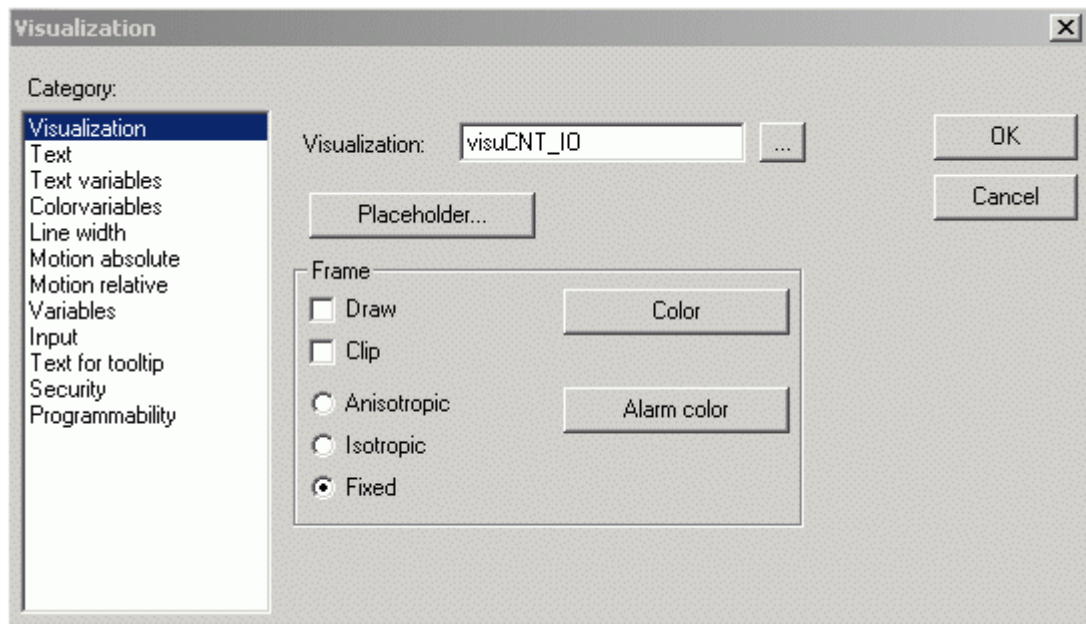 Visualization
Category:
Visualization
Text
Text variables
Colorvariables
Line width
Motion absolute
Motion relative
Variables
Input
Text for tooltip
Security
Programmability
Visualization:
visuCNT_IO
...
OK
Cancel
Placeholder...
Frame
Draw
Color
Clip
Anisotropic
Alarm color
Isotropic
Fixed